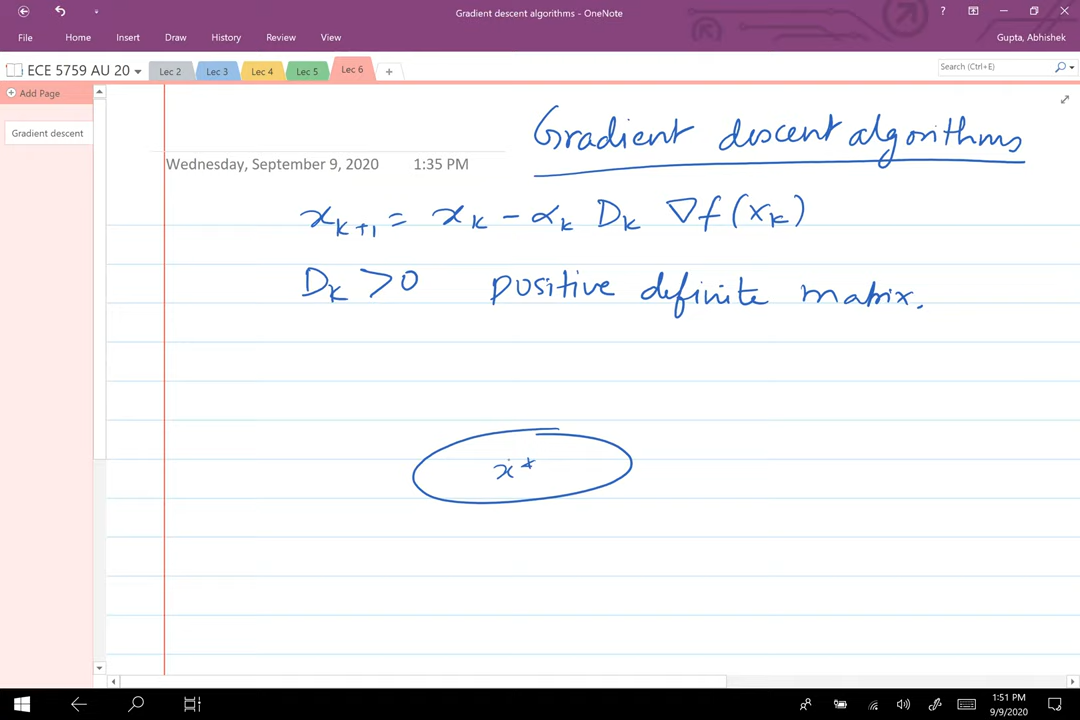 Gradient descent algorithms - OneNote
?
File
Home
Insert
Draw
History
Review
View
Gupta, Abhishek
ECE 5759 AU 20
Lec 2
Lec 3
Lec 4
Lec 5
Lec 6
Search (Ctrl+E)
Add Page
Gradient descent
Gradient descent algorithms
Wednesday, September 9, 2020 1:35 PM
x_{k+1} = x_k - α_k D_k ∇f(x_k)
D_k > 0 positive definite matrix.
x*
1:51 PM
9/9/2020